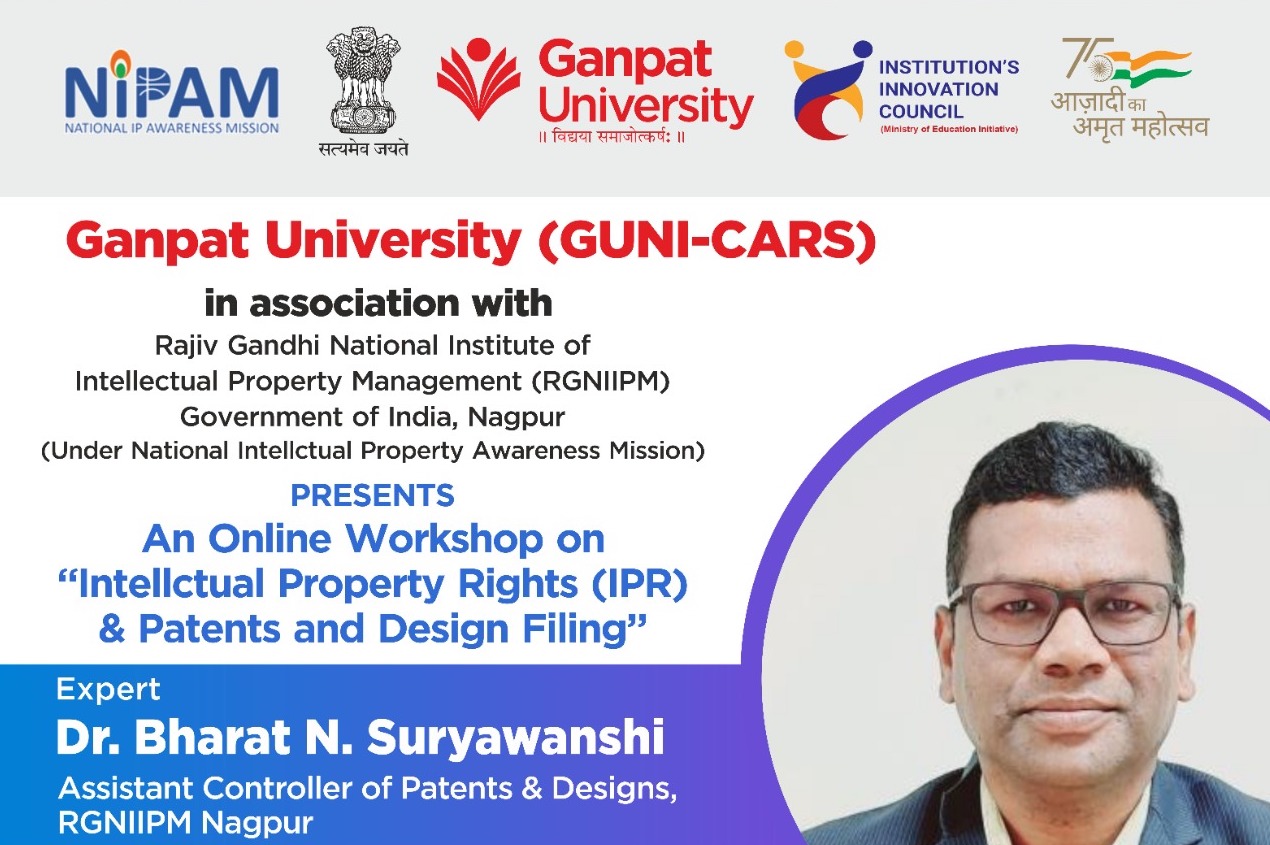 NiPAM
NATIONAL IP AWARENESS MISSION
सत्यमेव जयते
Ganpat
University
॥ विद्यया समाजोत्कर्षः ॥
INSTITUTION'S
INNOVATION
COUNCIL
(Ministry of Education Initiative)
75
आज़ादी का
अमृत महोत्सव
Ganpat University (GUNI-CARS)
in association with
Rajiv Gandhi National Institute of
Intellectual Property Management (RGNIIPM)
Government of India, Nagpur
(Under National Intellctual Property Awareness Mission)
PRESENTS
An Online Workshop on
“Intellctual Property Rights (IPR)
& Patents and Design Filing”
Expert
Dr. Bharat N. Suryawanshi
Assistant Controller of Patents & Designs,
RGNIIPM Nagpur